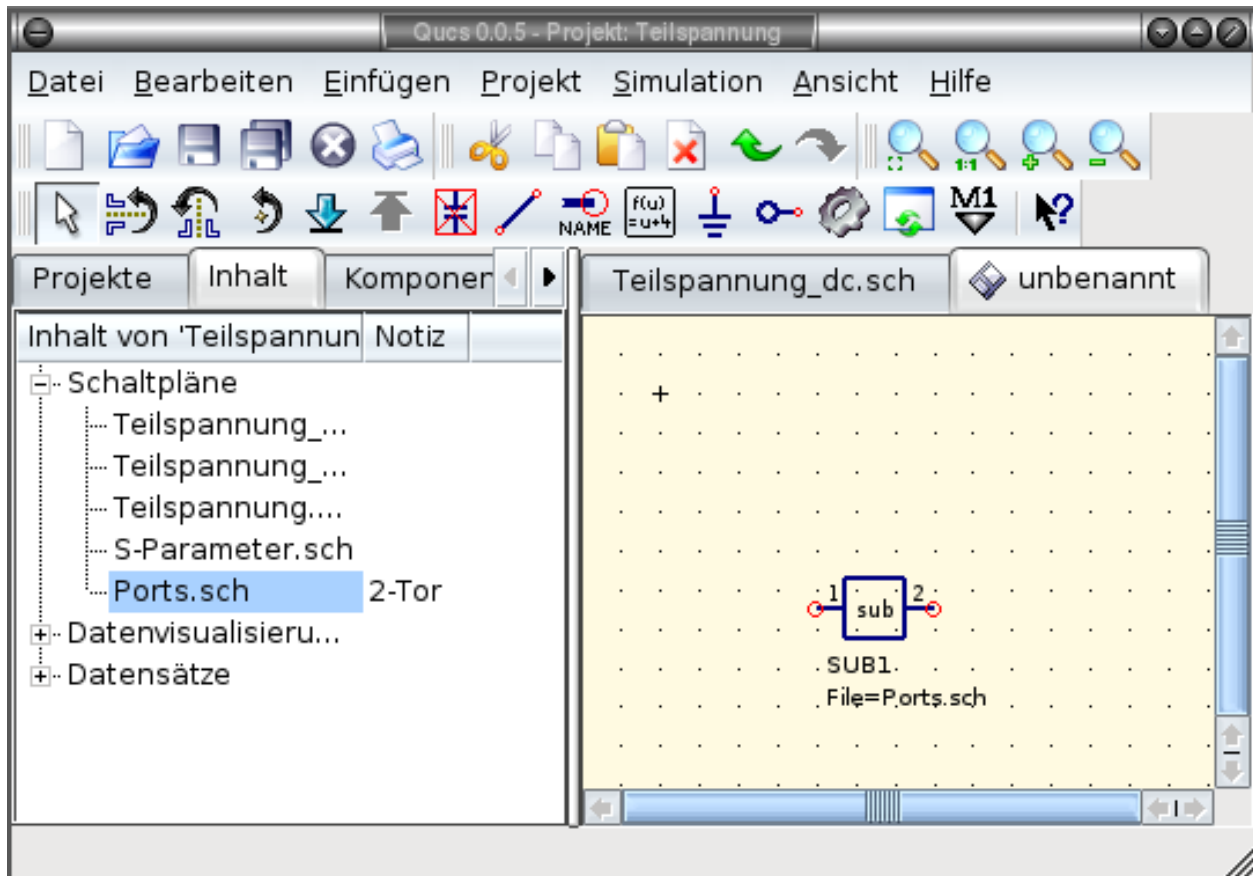 Qucs 0.0.5 - Projekt: Teilspannung
Datei Bearbeiten Einfügen Projekt Simulation Ansicht Hilfe
1:1
NAME f(u) =u+4 M1 ?
Projekte Inhalt Komponen
Teilspannung_dc.sch unbenannt
Inhalt von 'Teilspannun Notiz
Schaltpläne
Teilspannung_...
Teilspannung_...
Teilspannung....
S-Parameter.sch
Ports.sch 2-Tor
Datenvisualisieru...
Datensätze
1 sub 2
SUB1
File=Ports.sch